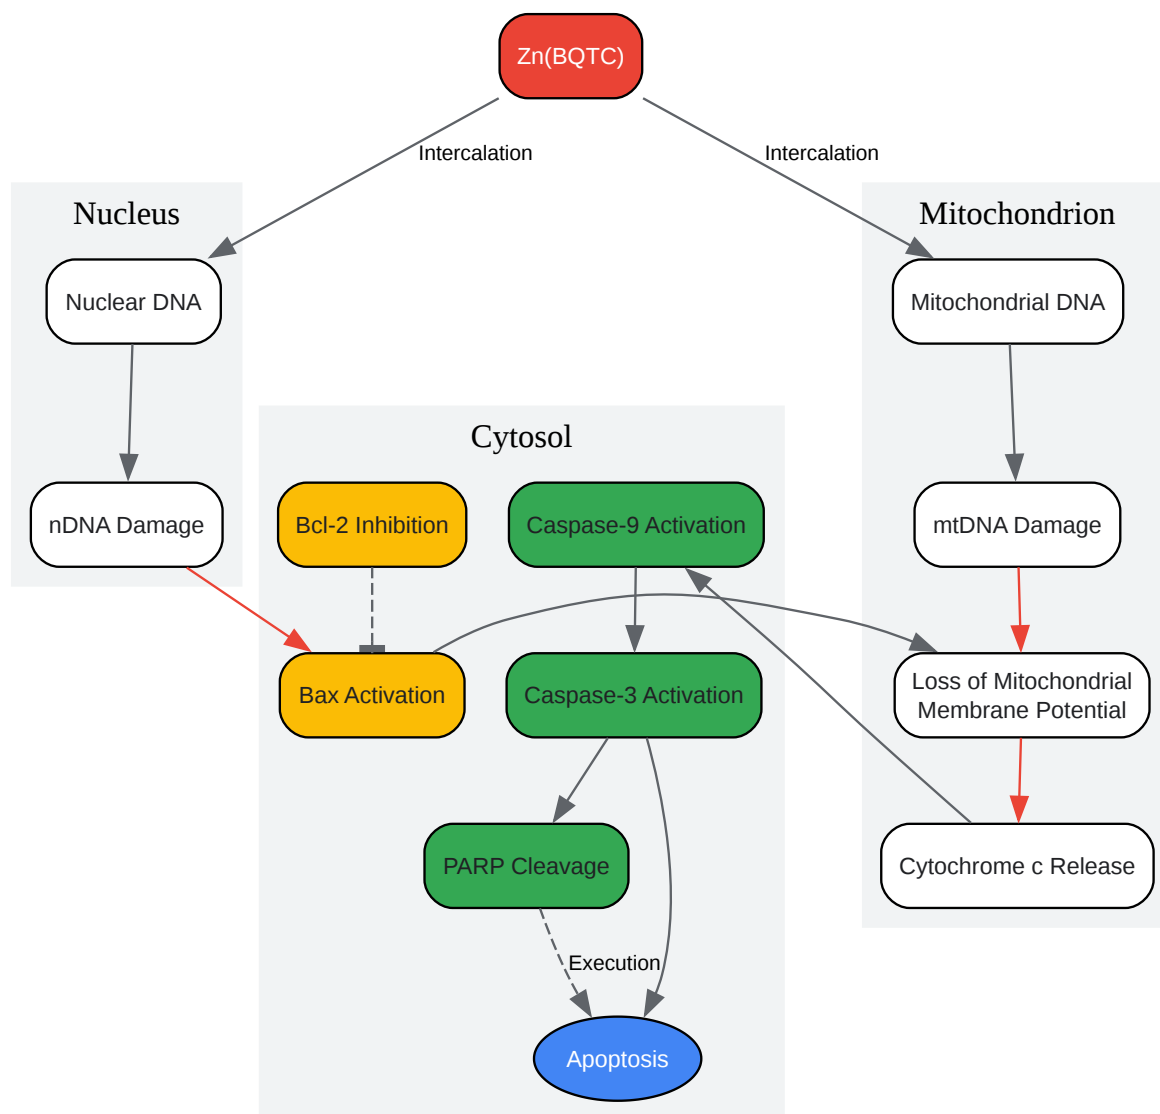 Zn(BQTC)
Intercalation
Intercalation
Nucleus
Mitochondrion
Nuclear DNA
Mitochondrial DNA
Cytosol
nDNA Damage
Bcl-2 Inhibition
Caspase-9 Activation
mtDNA Damage
Bax Activation
Caspase-3 Activation
Loss of Mitochondrial
Membrane Potential
PARP Cleavage
Cytochrome c Release
Execution
Apoptosis